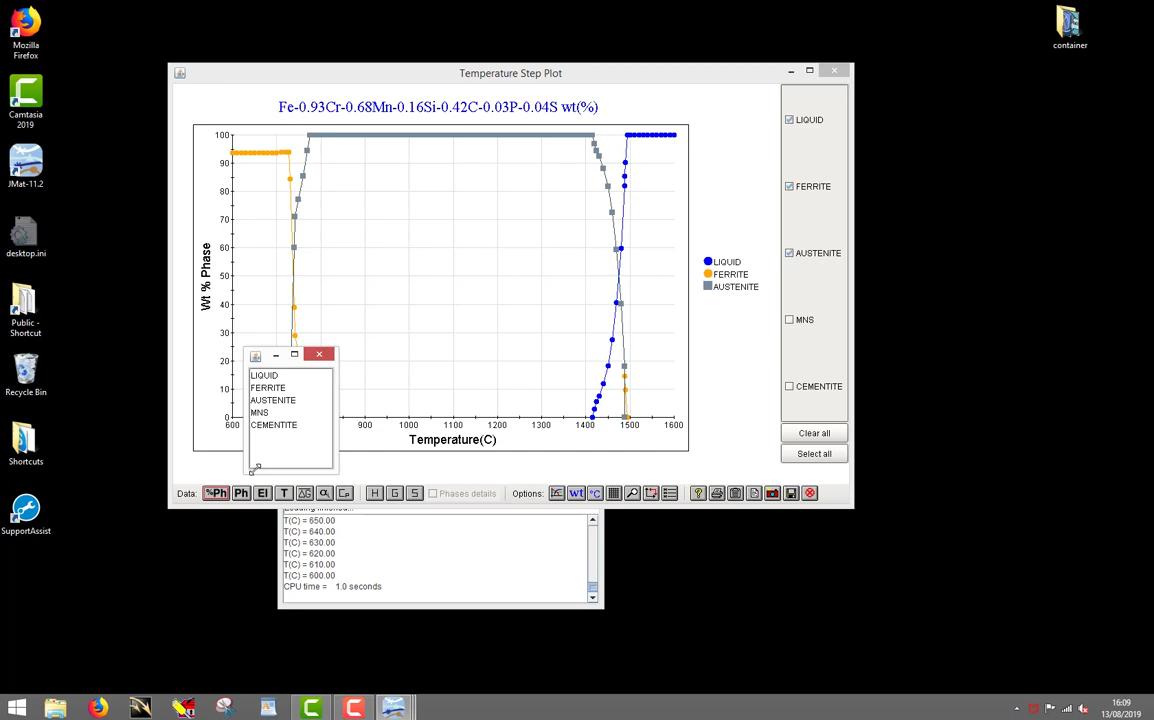 Mozilla
Firefox
Camtasia
2019
JMat-11.2
desktop.ini
Public -
Shortcut
Recycle Bin
Shortcuts
SupportAssist
container
Temperature Step Plot
Fe-0.93Cr-0.68Mn-0.16Si-0.42C-0.03P-0.04S wt(%)
100
90
80
70
60
50
40
30
20
10
0
Wt % Phase
600
900
1000
1100
1200
1300
1400
1500
1600
Temperature(C)
LIQUID
FERRITE
AUSTENITE
LIQUID
FERRITE
AUSTENITE
MNS
CEMENTITE
Clear all
Select all
LIQUID
FERRITE
AUSTENITE
MNS
CEMENTITE
Data: %Ph Ph El T ΔG α Cp H G S Phases details Options: wt °C
Loading finished...
T(C) = 650.00
T(C) = 640.00
T(C) = 630.00
T(C) = 620.00
T(C) = 610.00
T(C) = 600.00
CPU time = 1.0 seconds
16:09
13/08/2019